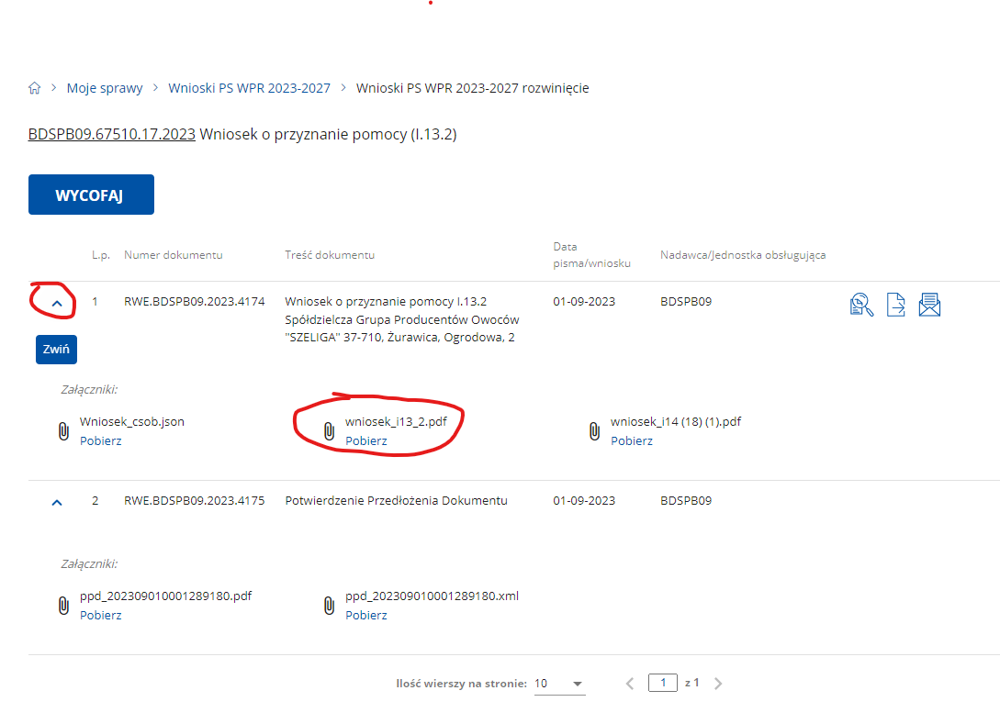 Moje sprawy > Wnioski PS WPR 2023-2027 > Wnioski PS WPR 2023-2027 rozwinięcie
BDSPB09.67510.17.2023 Wniosek o przyznanie pomocy (I.13.2)
WYCOFAJ
L.p. Numer dokumentu Treść dokumentu Data pisma/wniosku Nadawca/Jednostka obsługująca
1 RWE.BDSPB09.2023.4174 Wniosek o przyznanie pomocy I.13.2 01-09-2023 BDSPB09
Spółdzielcza Grupa Producentów Owoców
"SZELIGA" 37-710, Żurawica, Ogrodowa, 2
Zwiń
Załączniki:
Wniosek_csob.json wniosek_i13_2.pdf wniosek_i14 (18) (1).pdf
Pobierz Pobierz Pobierz
2 RWE.BDSPB09.2023.4175 Potwierdzenie Przedłożenia Dokumentu 01-09-2023 BDSPB09
Załączniki:
ppd_202309010001289180.pdf ppd_202309010001289180.xml
Pobierz Pobierz
Ilość wierszy na stronie: 10 1 z 1